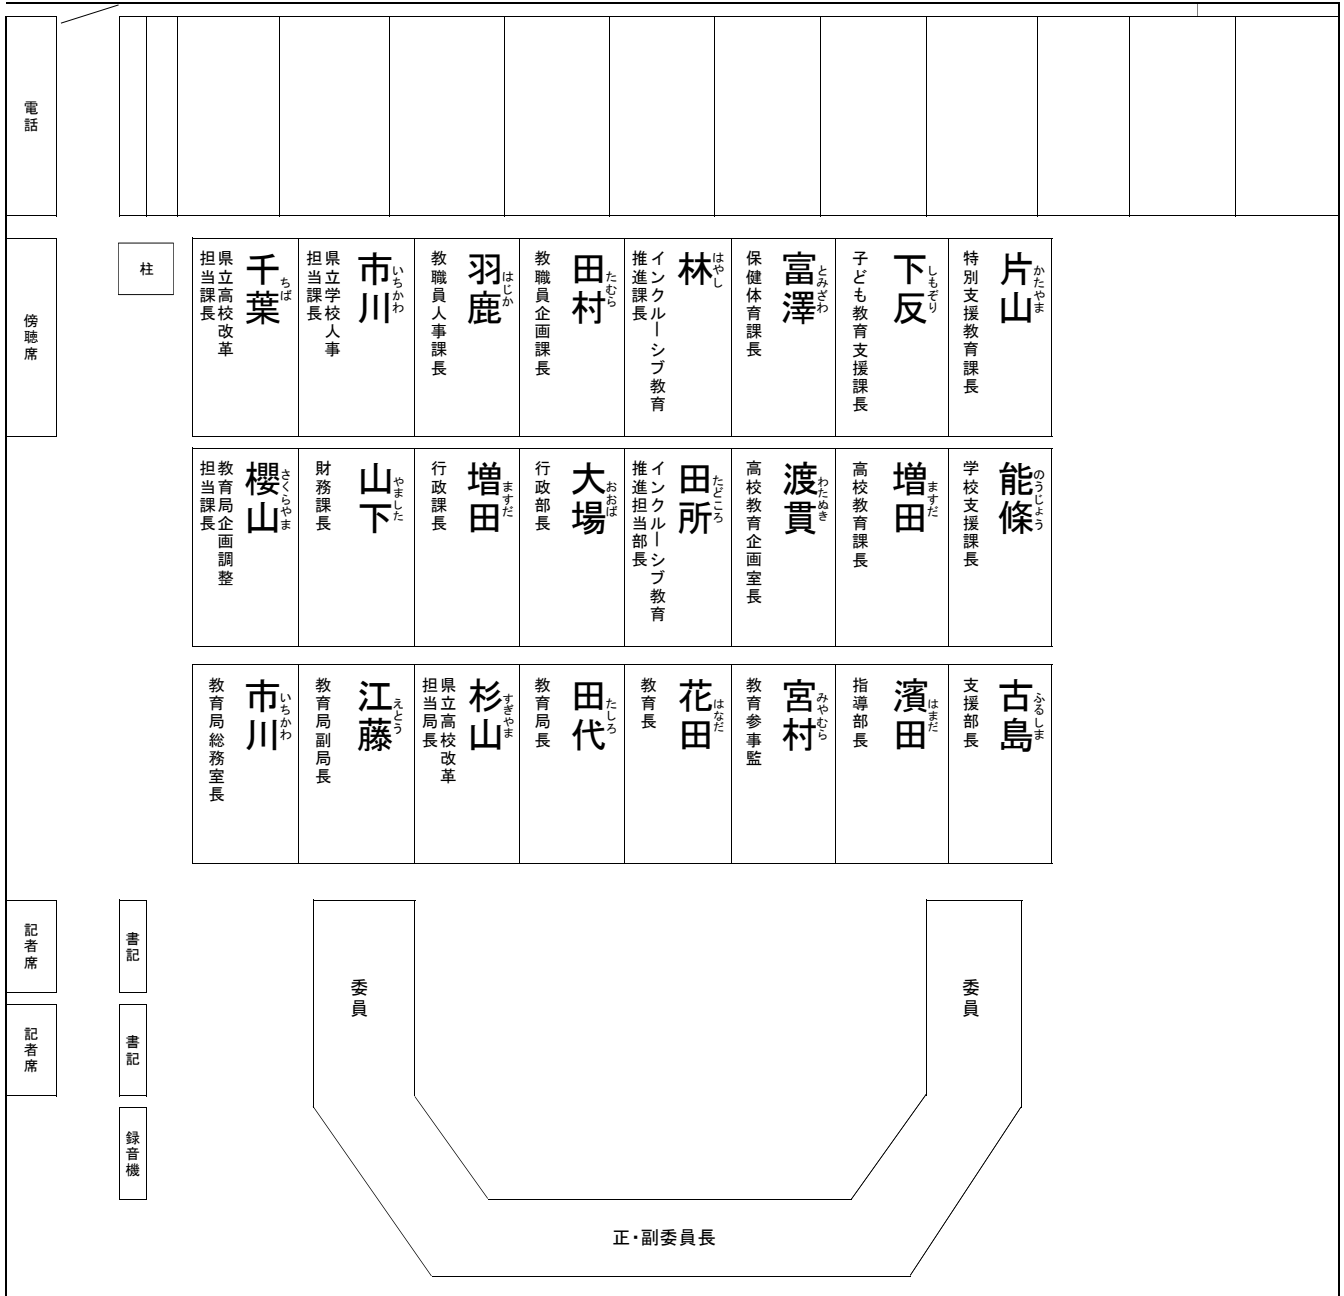 電話
傍聴席
柱
片山
かたやま
特別支援教育課長
下反
しもぞり
子ども教育支援課長
富澤
とみざわ
保健体育課長
林
はやし
インクルーシブ教育
推進課長
田村
たむら
教職員企画課長
羽鹿
はじか
教職員人事課長
市川
いちかわ
県立学校人事
担当課長
千葉
ちば
県立高校改革
担当課長
能條
のうじょう
学校支援課長
増田
ますだ
高校教育課長
渡貫
わたぬき
高校教育企画室長
田所
たどころ
インクルーシブ教育
推進担当部長
大場
おおば
行政部長
増田
ますだ
行政課長
山下
やました
財務課長
櫻山
さくらやま
教育局企画調整
担当課長
古島
ふるしま
支援部長
濱田
はまだ
指導部長
宮村
みやむら
教育参事監
花田
はなだ
教育長
田代
たしろ
教育局長
杉山
すぎやま
県立高校改革
担当局長
江藤
えとう
教育局副局長
市川
いちかわ
教育局総務室長
記者席
書記
委員
委員
記者席
書記
録音機
正・副委員長